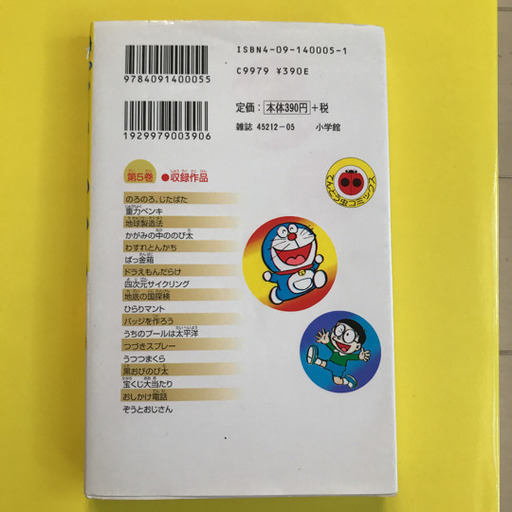 ISBN4-09-140005-1
C9979 ¥390E
9784091400055
定価：本体390円＋税
雑誌 45212-05 小学館
1929979003906
第5巻 ●収録作品
てんとう虫コミックス
のろのろ、じたばた
重力ペンキ
地球製造法
かがみの中ののび太
わすれとんかち
ばっ金箱
ドラえもんだらけ
四次元サイクリング
地底の国探検
ひらりマント
バッジを作ろう
うちのプールは太平洋
つづきスプレー
うつつまくら
黒おびのび太
宝くじ大当たり
おしかけ電話
ぞうとおじさん